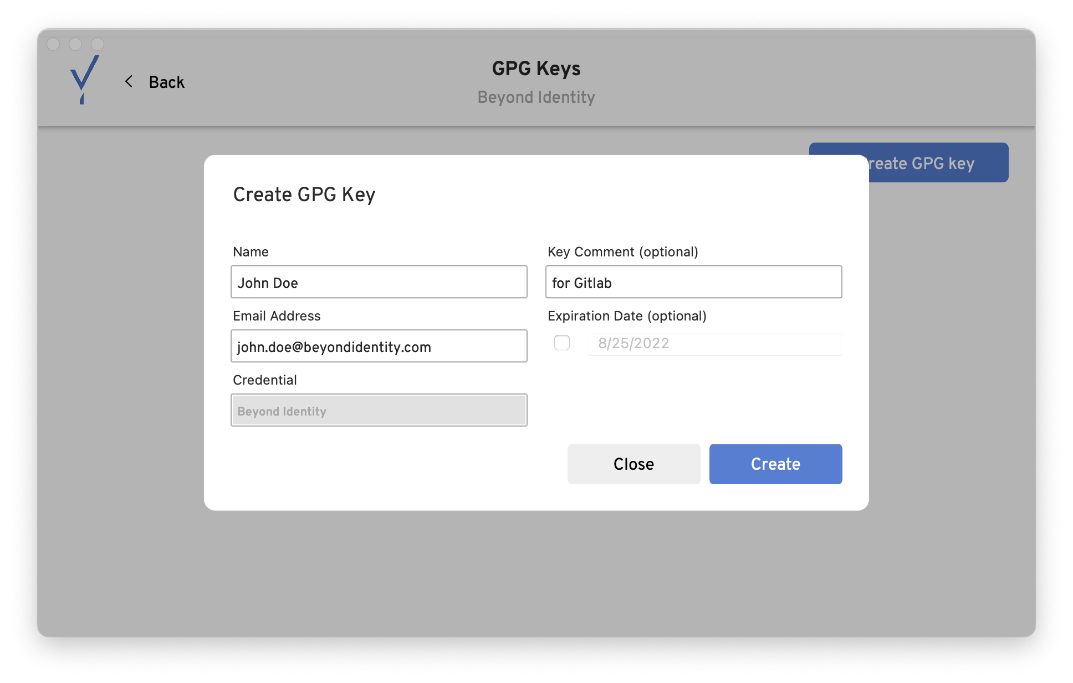 Back
GPG Keys
Beyond Identity
reate GPG key
Create GPG Key
Name
Key Comment (optional)
John Doe
for Gitlab
Email Address
Expiration Date (optional)
john.doe@beyondidentity.com
8/25/2022
Credential
Beyond Identity
Close
Create